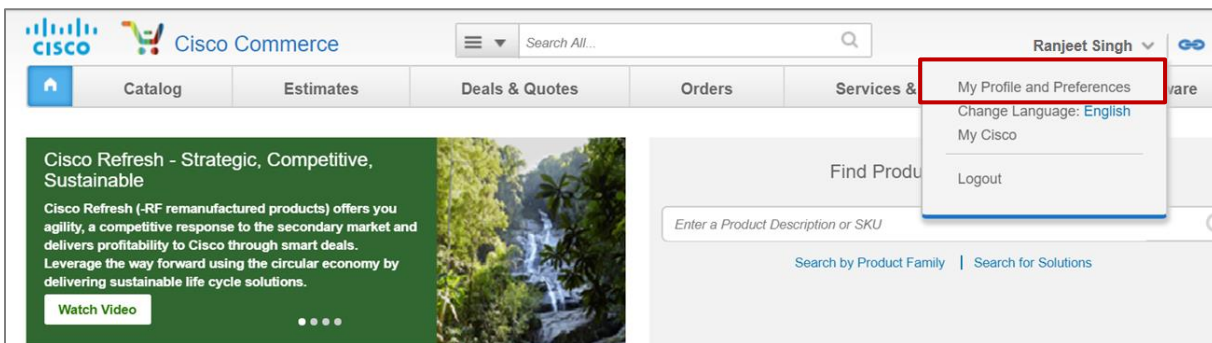 CISCO
Cisco Commerce
Search All...
Ranjeet Singh
Catalog
Estimates
Deals & Quotes
Orders
Services &
My Profile and Preferences
Change Language: English
My Cisco
Logout
Cisco Refresh - Strategic, Competitive,
Sustainable
Cisco Refresh (-RF remanufactured products) offers you
agility, a competitive response to the secondary market and
delivers profitability to Cisco through smart deals.
Leverage the way forward using the circular economy by
delivering sustainable life cycle solutions.
Watch Video
Find Produ
Enter a Product Description or SKU
Search by Product Family | Search for Solutions